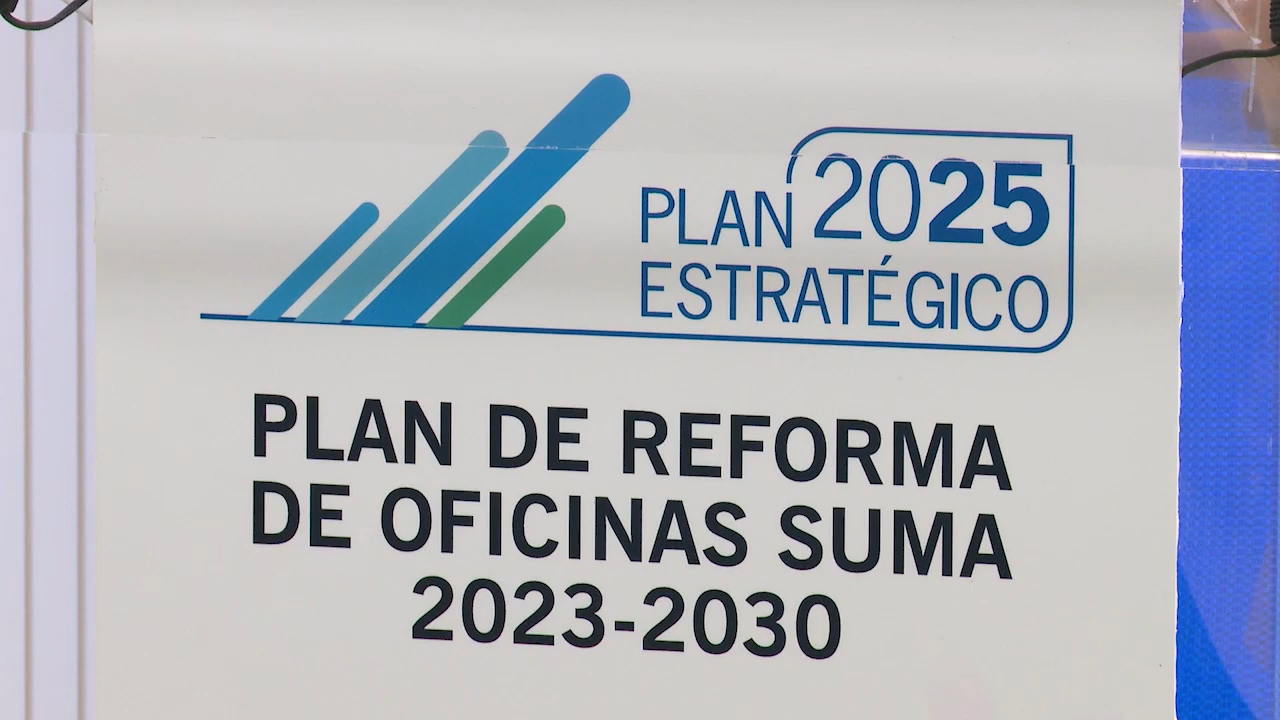 PLAN 2025
ESTRATÉGICO
PLAN DE REFORMA
DE OFICINAS SUMA
2023-2030